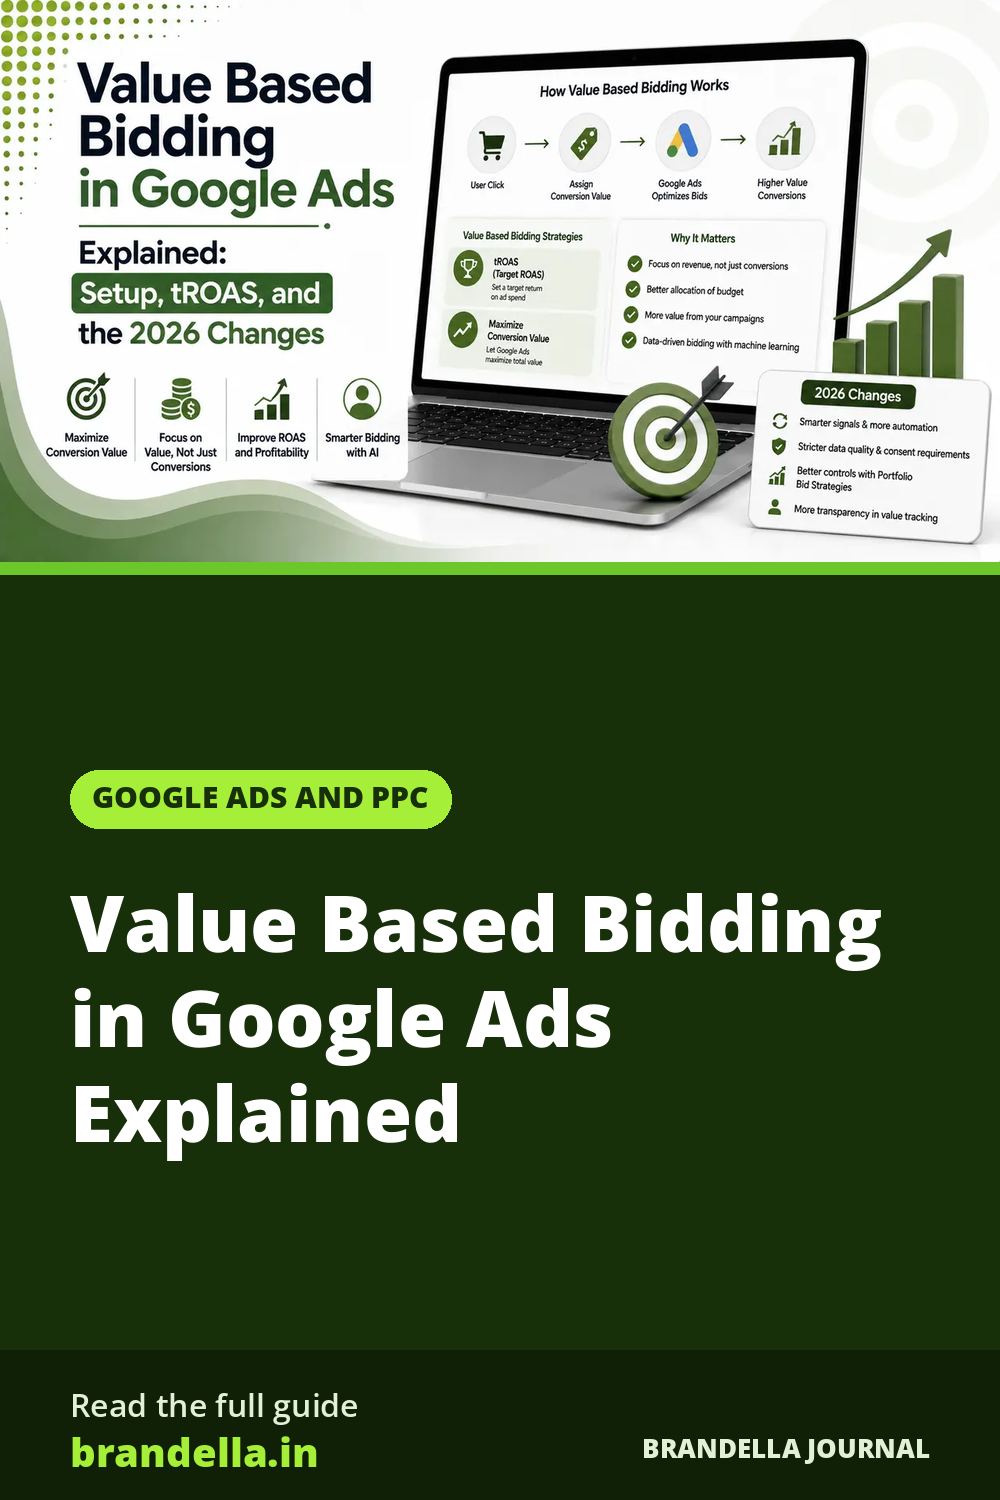 Value Based
Bidding
in Google Ads
Explained:
Setup, tROAS, and
the 2026 Changes
Maximize
Conversion Value
Focus on
Value, Not Just
Conversions
Improve ROAS
and Profitability
Smarter Bidding
with AI
How Value Based Bidding Works
User Click
Assign
Conversion Value
Google Ads
Optimizes Bids
Higher Value
Conversions
Value Based Bidding Strategies
tROAS
(Target ROAS)
Set a target return
on ad spend
Maximize
Conversion Value
Let Google Ads
maximize total value
Why It Matters
Focus on revenue, not just conversions
Better allocation of budget
More value from your campaigns
Data-driven bidding with machine learning
2026 Changes
Smarter signals & more automation
Stricter data quality & consent requirements
Better controls with Portfolio
Bid Strategies
More transparency in value tracking
GOOGLE ADS AND PPC
Value Based Bidding
in Google Ads
Explained
Read the full guide
brandella.in
BRANDELLA JOURNAL